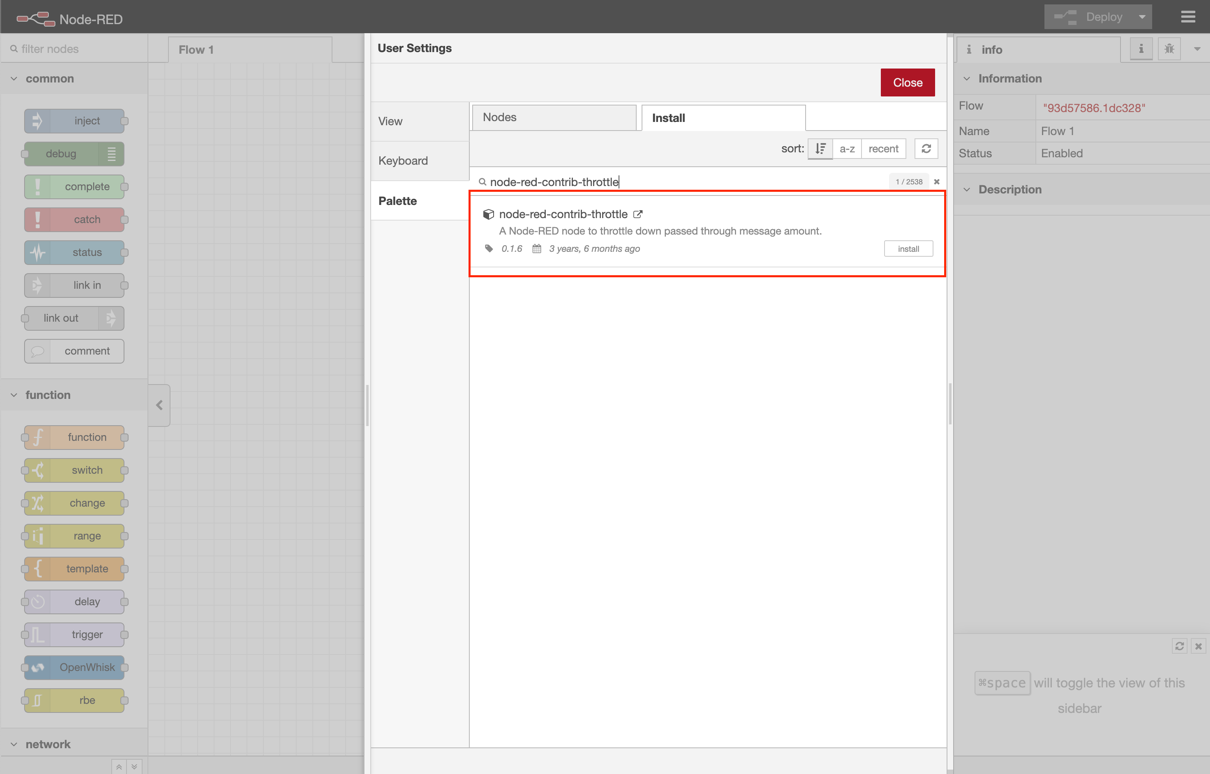 Node-RED
Deploy
filter nodes
Flow 1
User Settings
info
common
Close
Information
Flow
"93d57586.1dc328"
Name
Flow 1
Status
Enabled
Description
inject
debug
complete
catch
status
link in
link out
comment
function
function
switch
change
range
template
delay
trigger
OpenWhisk
rbe
network
View
Keyboard
Palette
Nodes
Install
sort:
a-z
recent
node-red-contrib-throttle
1 / 2538
node-red-contrib-throttle
A Node-RED node to throttle down passed through message amount.
0.1.6
3 years, 6 months ago
install
⌘space will toggle the view of this
sidebar